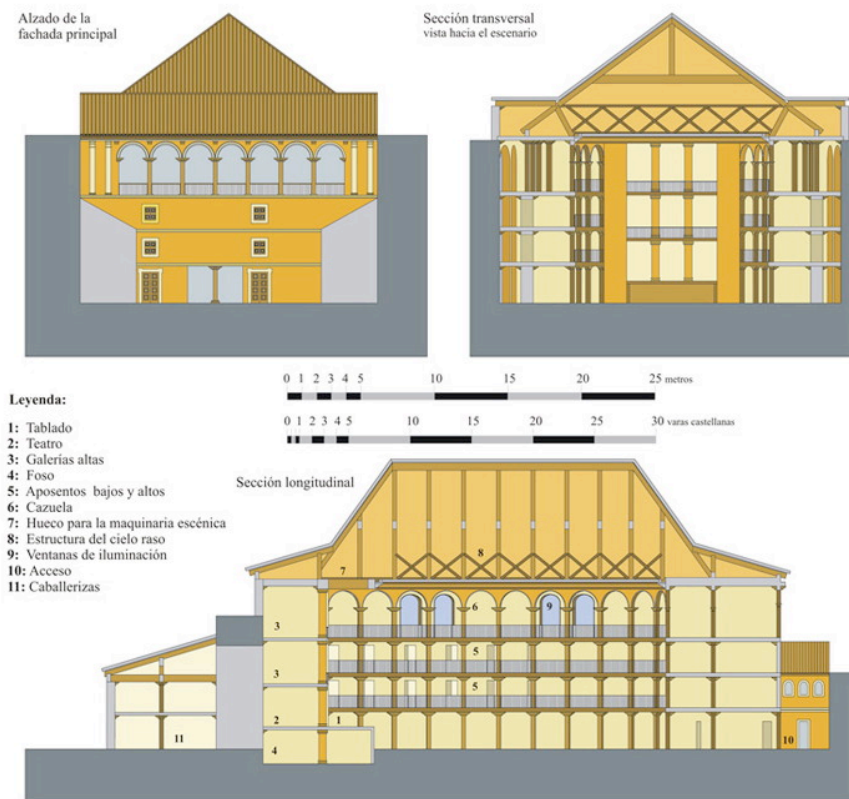 Alzado de la
fachada principal
Sección transversal
vista hacia el escenario
0 1 2 3 4 5 10 15 20 25 metros
0 1 2 3 4 5 10 15 20 25 30 varas castellanas
Leyenda:
1: Tablado
2: Teatro
3: Galerías altas
4: Foso
5: Aposentos bajos y altos
6: Cazuela
7: Hueco para la maquinaria escénica
8: Estructura del cielo raso
9: Ventanas de iluminación
10: Acceso
11: Caballerizas
Sección longitudinal
8
7
6 9
3
5
3
5
2 1
11 10
4